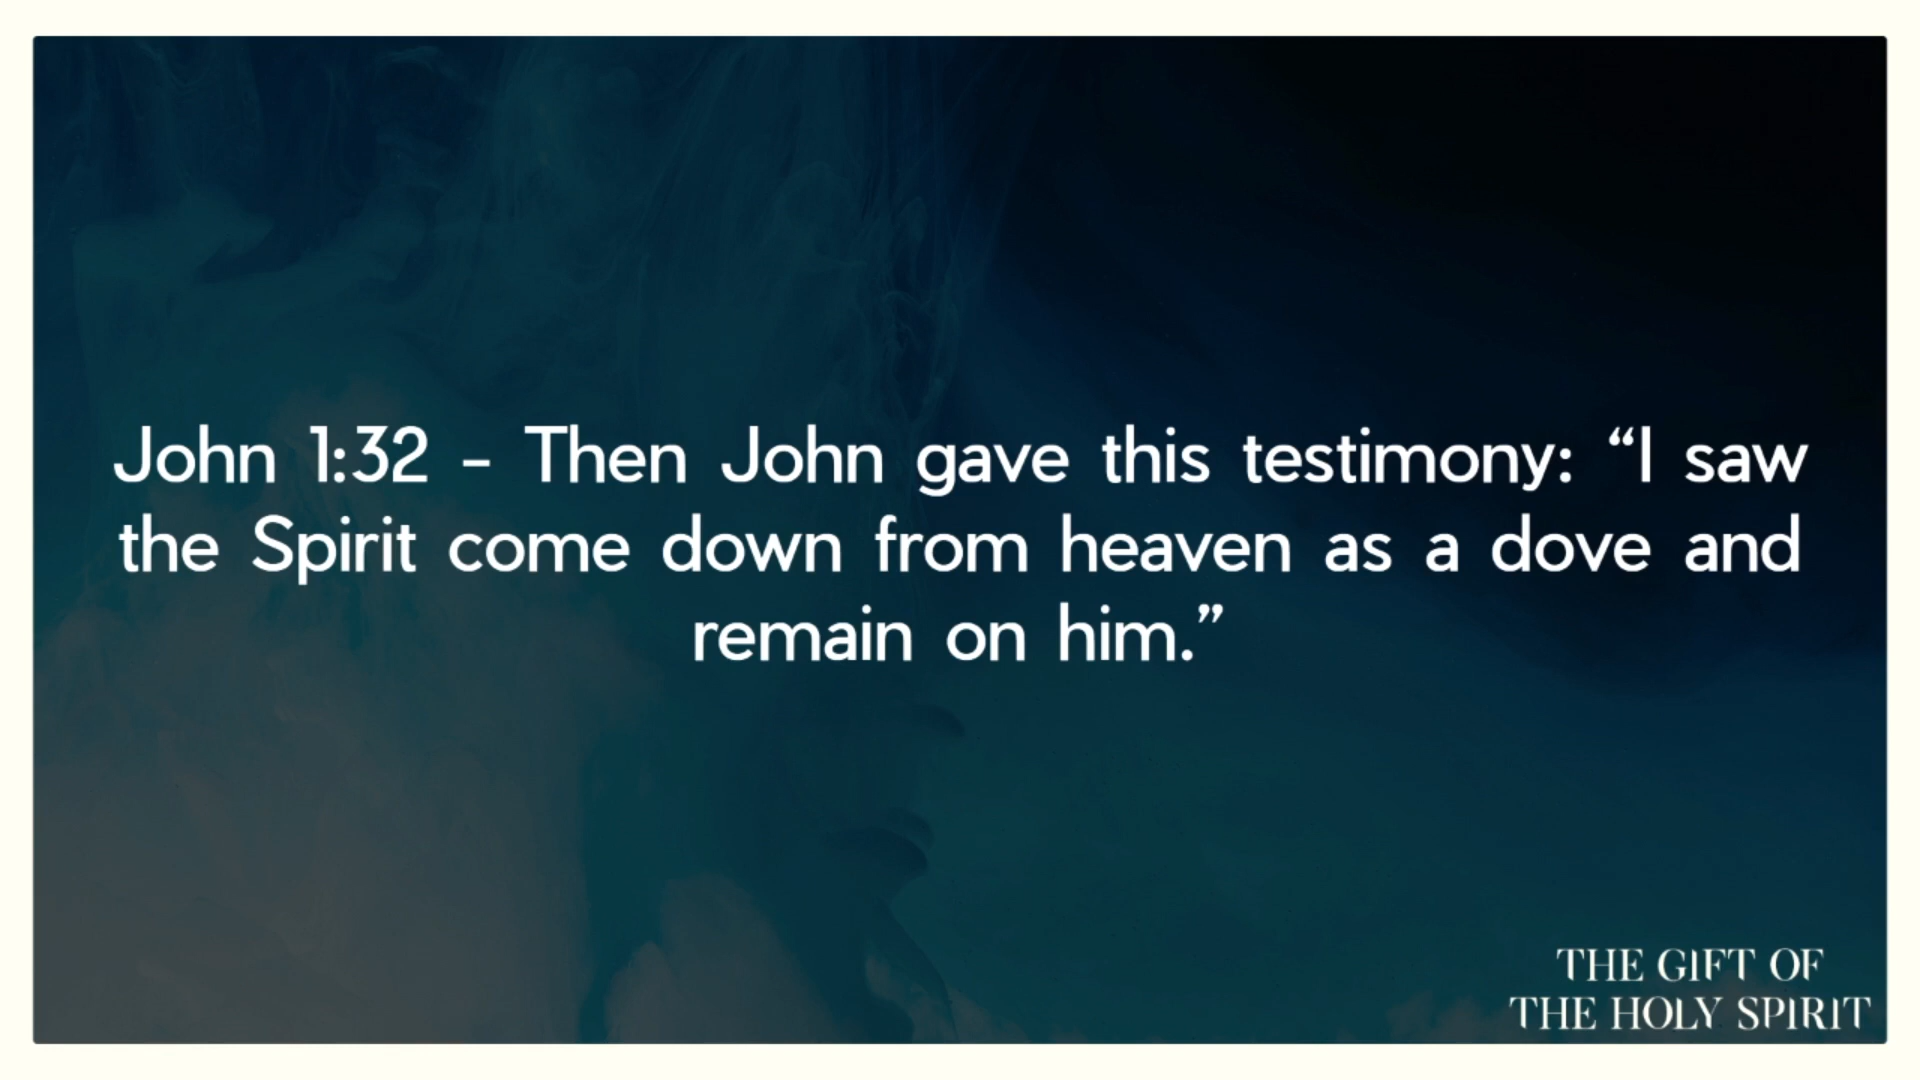 John 1:32 – Then John gave this testimony: “I saw
the Spirit come down from heaven as a dove and
remain on him.”
THE GIFT OF
THE HOLY SPIRIT